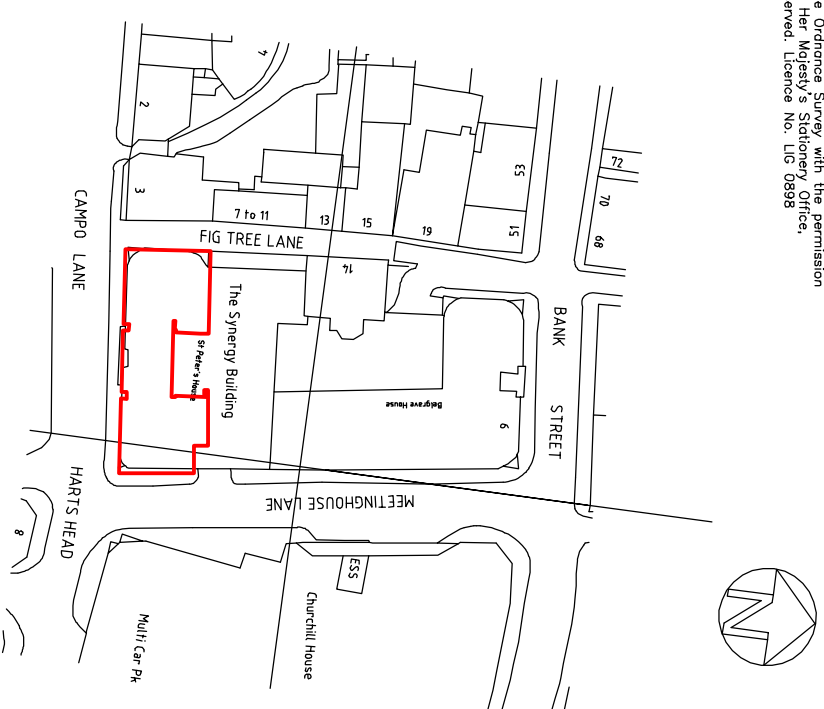 e Ordnance Survey with the permission
Her Majesty's Stationery Office,
erved. Licence No. LIG 0898
4
2
3
7 to 11
13
15
19
53
51
72
70
68
CAMPO LANE
FIG TREE LANE
14
The Synergy Building
St Peter's House
Belgrave House
6
BANK STREET
MEETINGHOUSE LANE
HARTS HEAD
8
ESS
Churchill House
Multi Car Pk
N